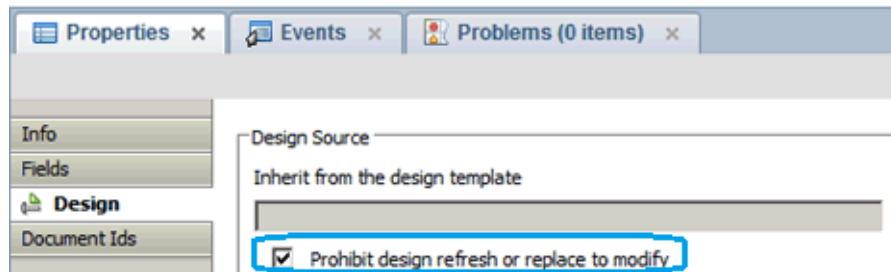 Properties x Events x Problems (0 items) x
Info
Fields
Design
Document Ids
Design Source
Inherit from the design template
Prohibit design refresh or replace to modify